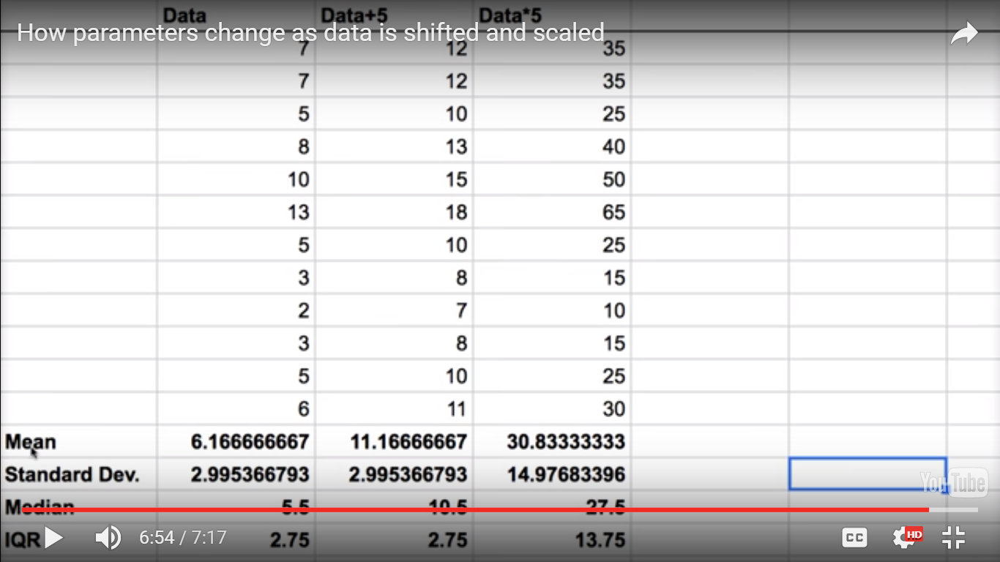 Data Data+5 Data*5
How parameters change as data is shifted and scaled
7 12 35
7 12 35
5 10 25
8 13 40
10 15 50
13 18 65
5 10 25
3 8 15
2 7 10
3 8 15
5 10 25
6 11 30
Mean 6.166666667 11.16666667 30.83333333
Standard Dev. 2.995366793 2.995366793 14.97683396
YouTube
Median 5.5 10.5 27.5
IQR 2.75 2.75 13.75
6:54 / 7:17 CC HD